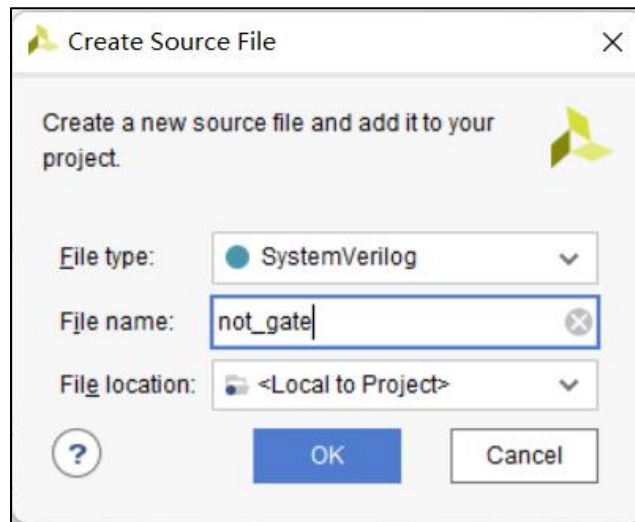 Create Source File
Create a new source file and add it to your
project.
File type: SystemVerilog
File name: not_gate
File location: <Local to Project>
? OK Cancel